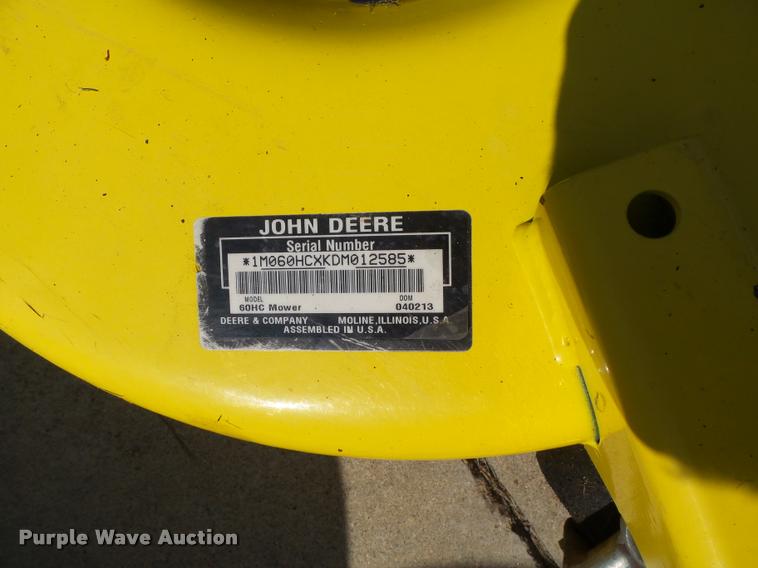 JOHN DEERE
Serial Number
*1M060HCXKDM012585*
MODEL DOM
60HC Mower 040213
DEERE & COMPANY MOLINE, ILLINOIS, U.S.A
ASSEMBLED IN U.S.A.
Purple Wave Auction®